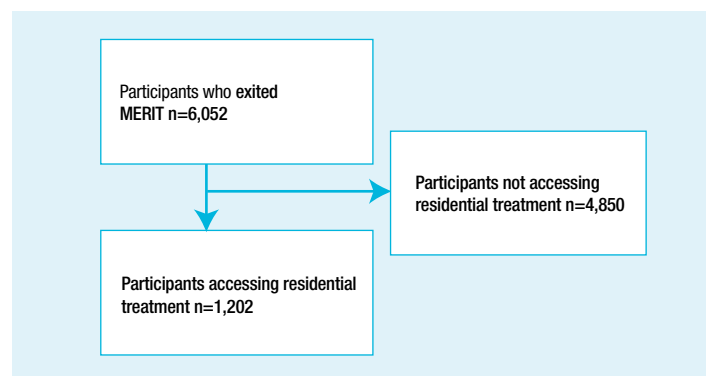 Participants who exited
MERIT n=6,052
Participants not accessing
residential treatment n=4,850
Participants accessing residential
treatment n=1,202